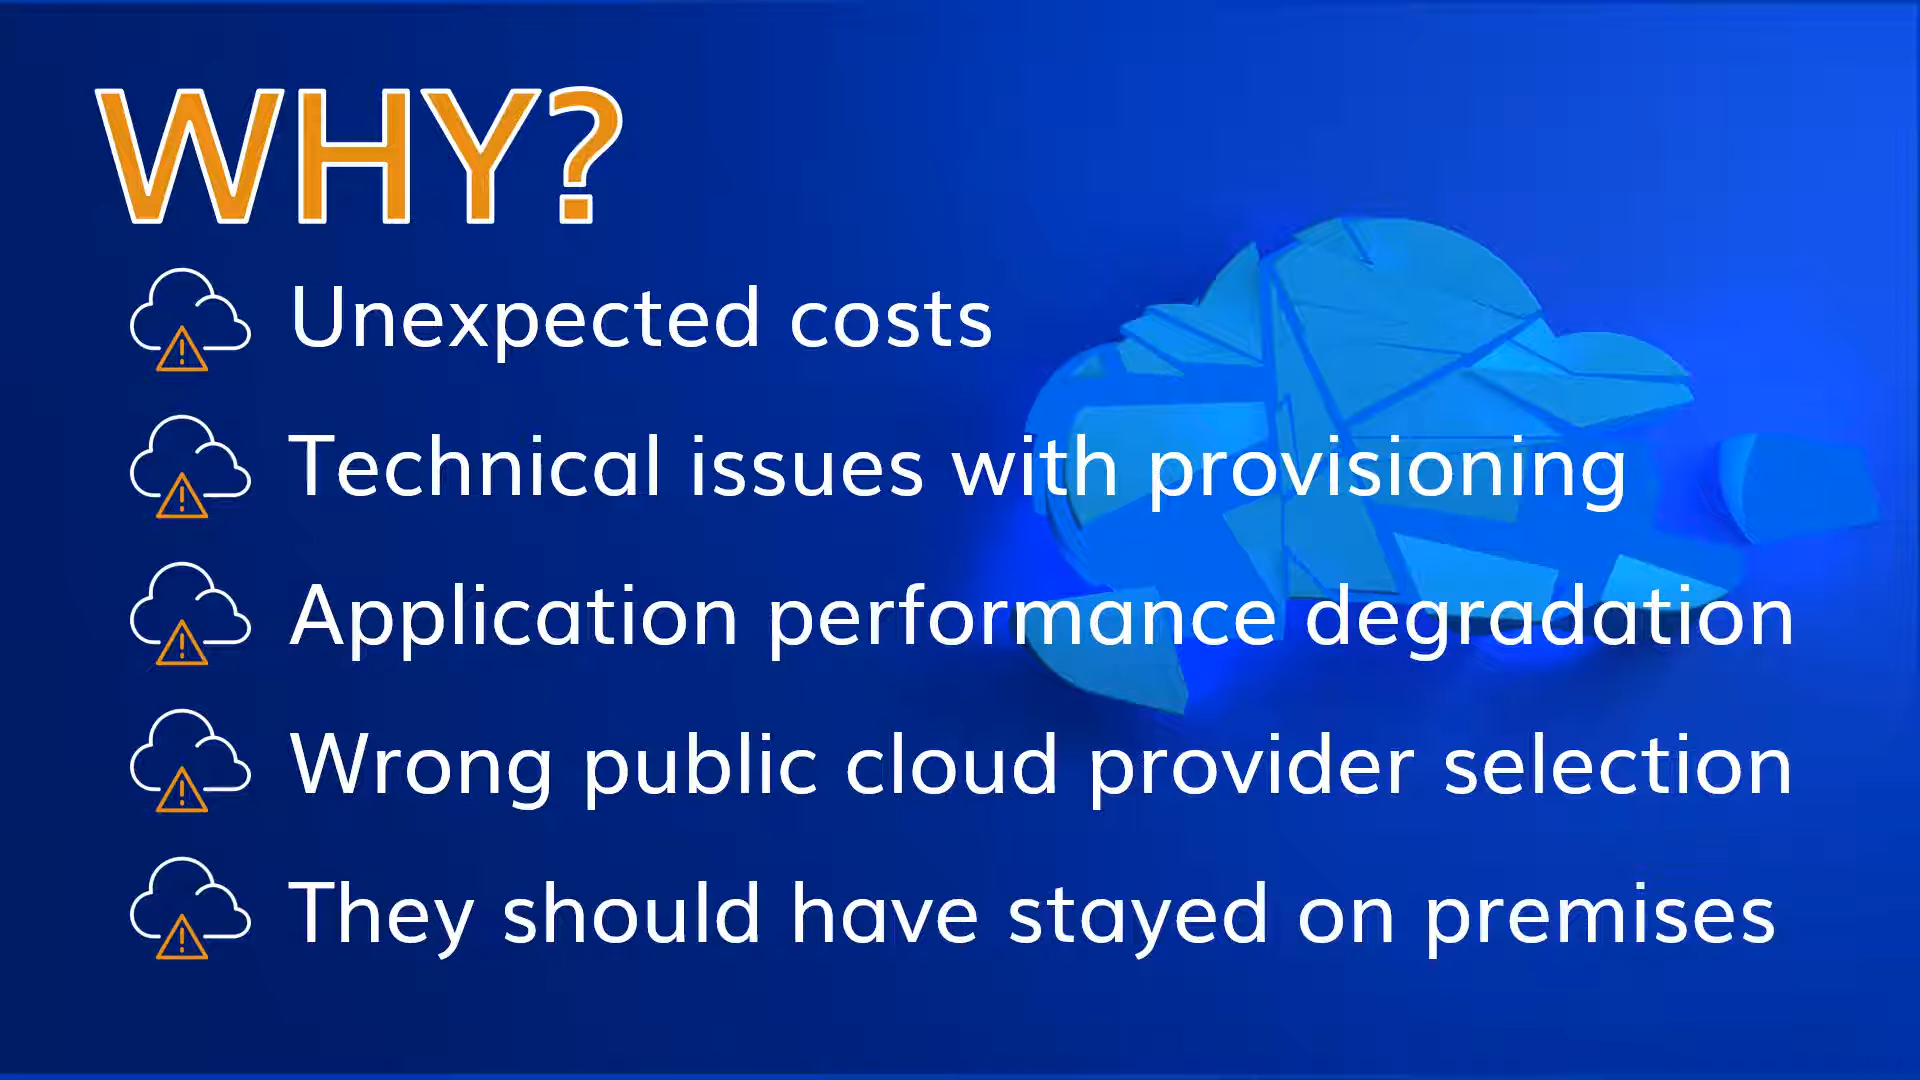 WHY?
Unexpected costs
Technical issues with provisioning
Application performance degradation
Wrong public cloud provider selection
They should have stayed on premises